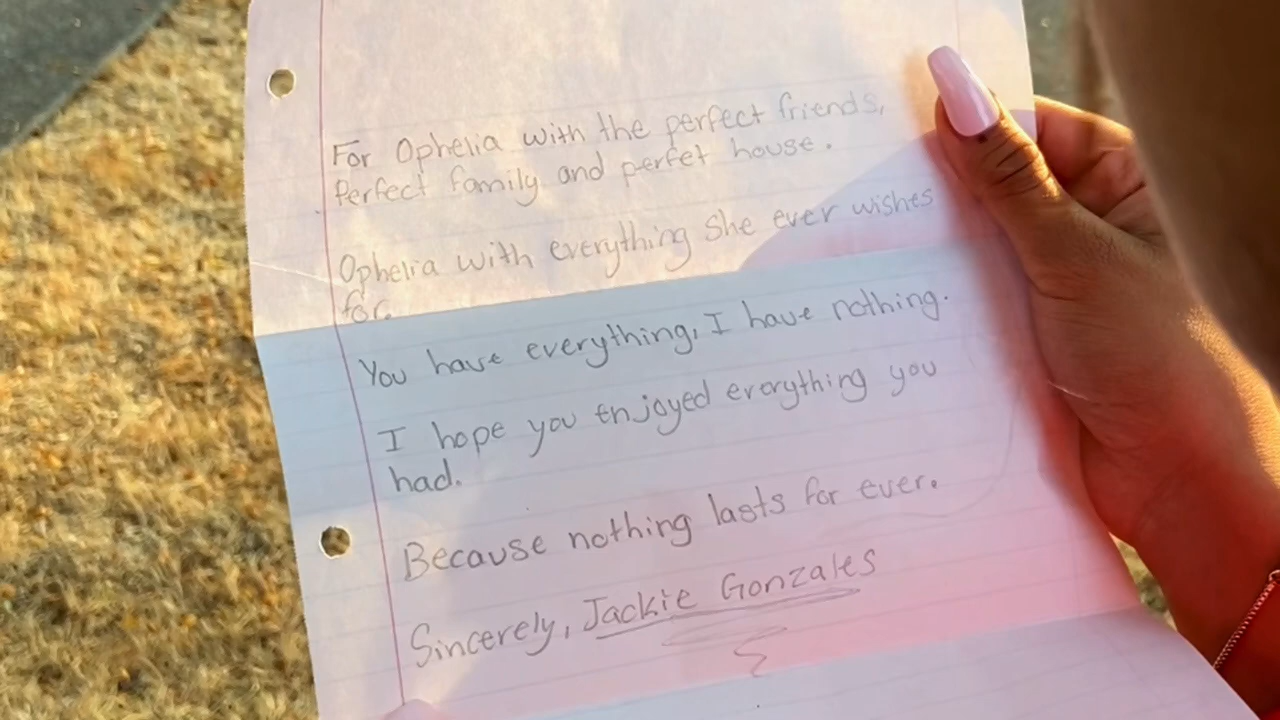 For Ophelia with the perfect friends,
Perfect family and perfet house.
Ophelia with everything She ever wishes
for.
You have everything, I have nothing.
I hope you enjoyed everything you
had.
Because nothing lasts for ever.
Sincerely, Jackie Gonzales